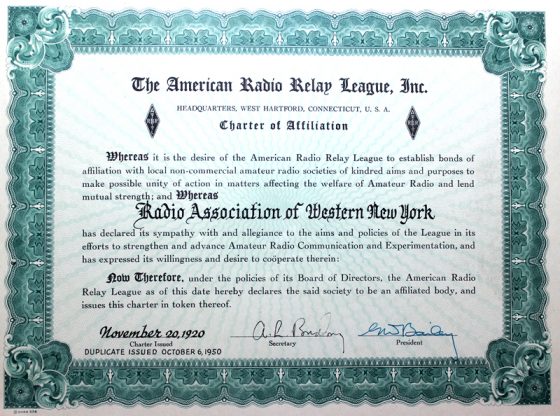 The American Radio Relay League, Inc.
HEADQUARTERS, WEST HARTFORD, CONNECTICUT, U. S. A.
Charter of Affiliation
Whereas it is the desire of the American Radio Relay League to establish bonds of
affiliation with local non-commercial amateur radio societies of kindred aims and purposes to
make possible unity of action in matters affecting the welfare of Amateur Radio and lend
mutual strength; and Whereas
Radio Association of Western New York
has declared its sympathy with and allegiance to the aims and policies of the League in its
efforts to strengthen and advance Amateur Radio Communication and Experimentation, and
has expressed its willingness and desire to coöperate therein:
Now Therefore, under the policies of its Board of Directors, the American Radio
Relay League as of this date hereby declares the said society to be an affiliated body, and
issues this charter in token thereof.
November 20, 1920
Charter Issued
Secretary
President
DUPLICATE ISSUED OCTOBER 6, 1950